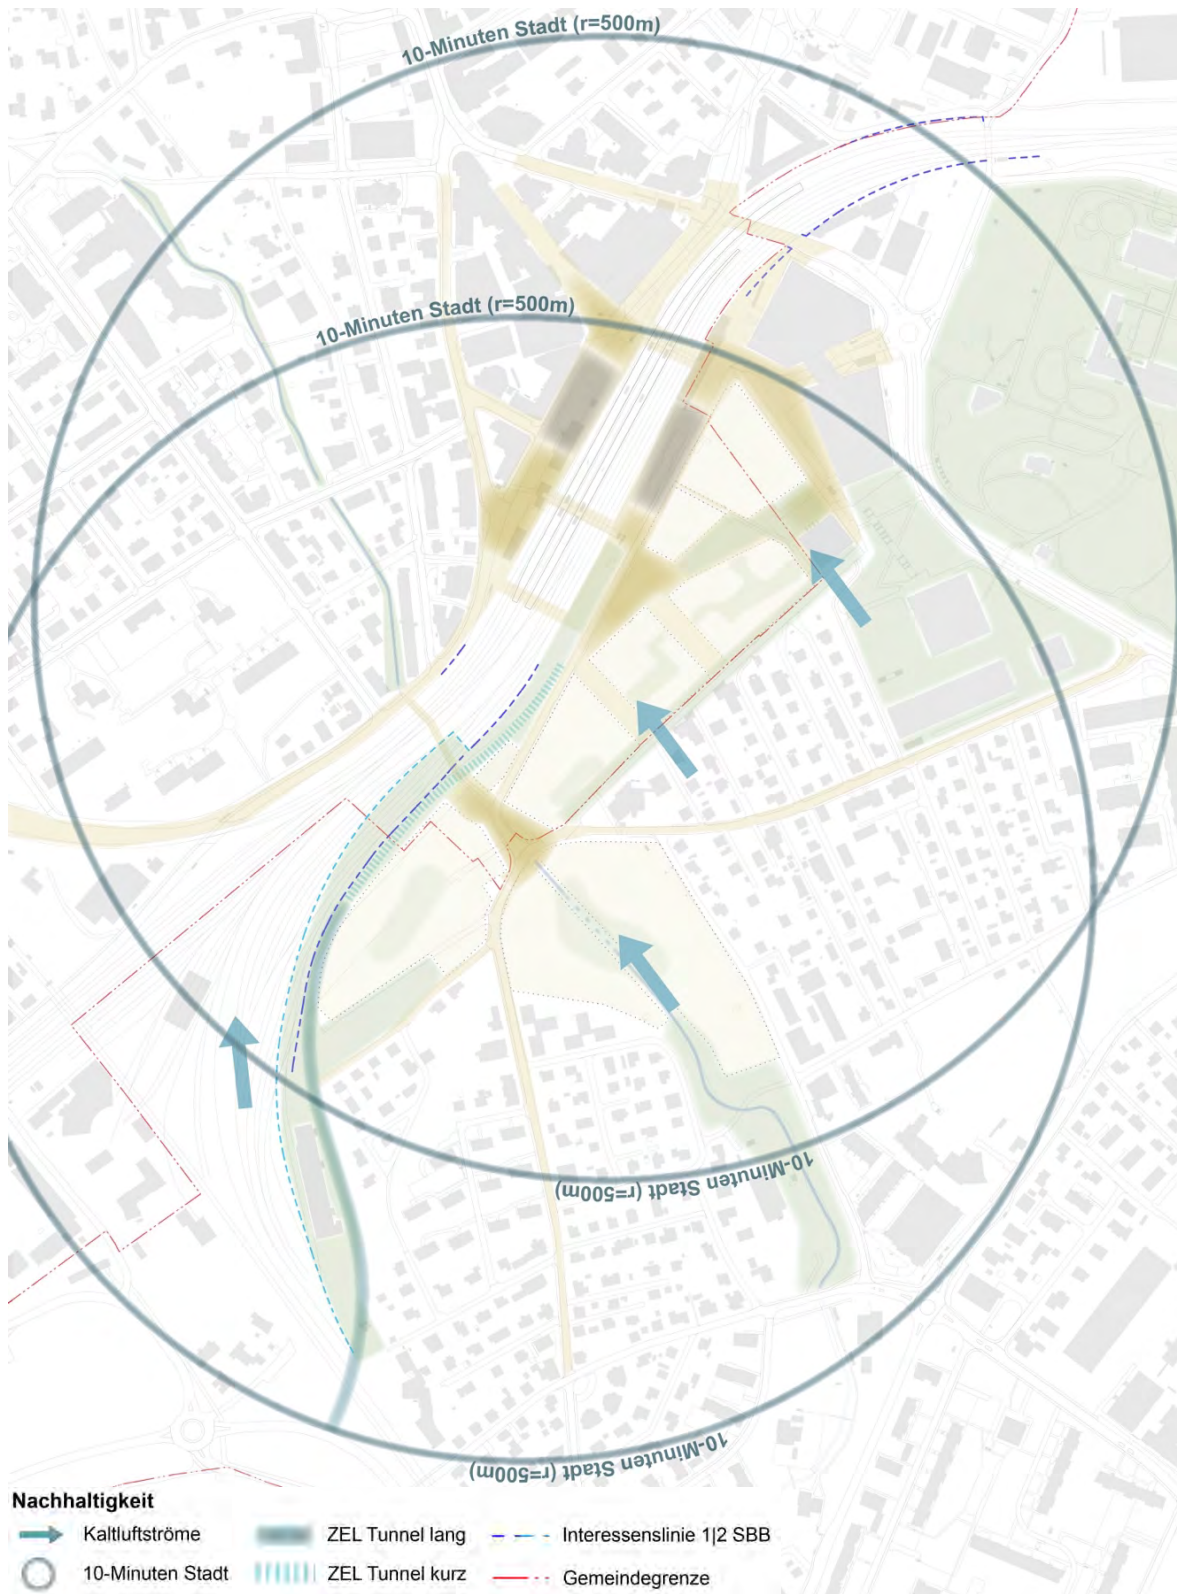 10-Minuten Stadt (r=500m)
10-Minuten Stadt (r=500m)
10-Minuten Stadt (r=500m)
10-Minuten Stadt (r=500m)
Nachhaltigkeit
Kaltluftströme
ZEL Tunnel lang
Interessenslinie 1|2 SBB
10-Minuten Stadt
ZEL Tunnel kurz
Gemeindegrenze